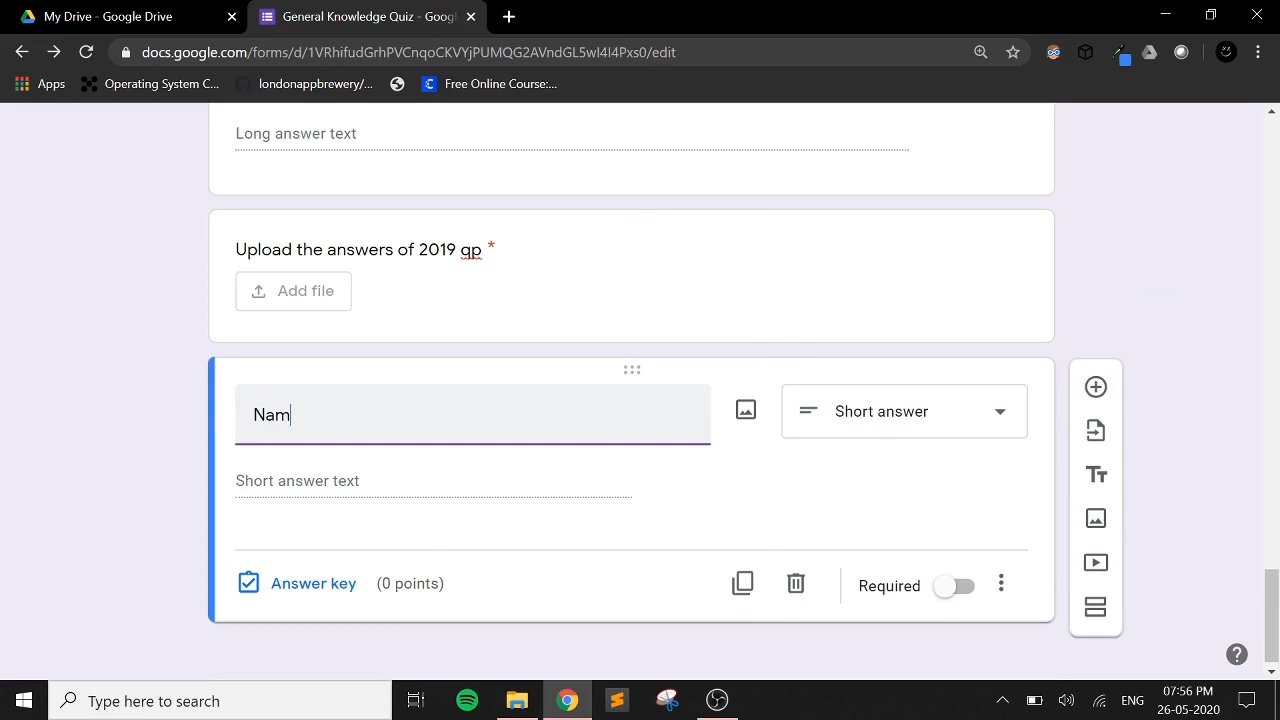 My Drive - Google Drive
General Knowledge Quiz - Googl
docs.google.com/forms/d/1VRhifudGrhPVCnqoCKVYjPUMQG2AVndGL5wI4l4Pxs0/edit
Apps
Operating System C...
londonappbrewery/...
Free Online Course:...
Long answer text
Upload the answers of 2019 qp *
Add file
Nam
Short answer
Short answer text
Answer key
(0 points)
Required
Type here to search
ENG
07:56 PM
26-05-2020